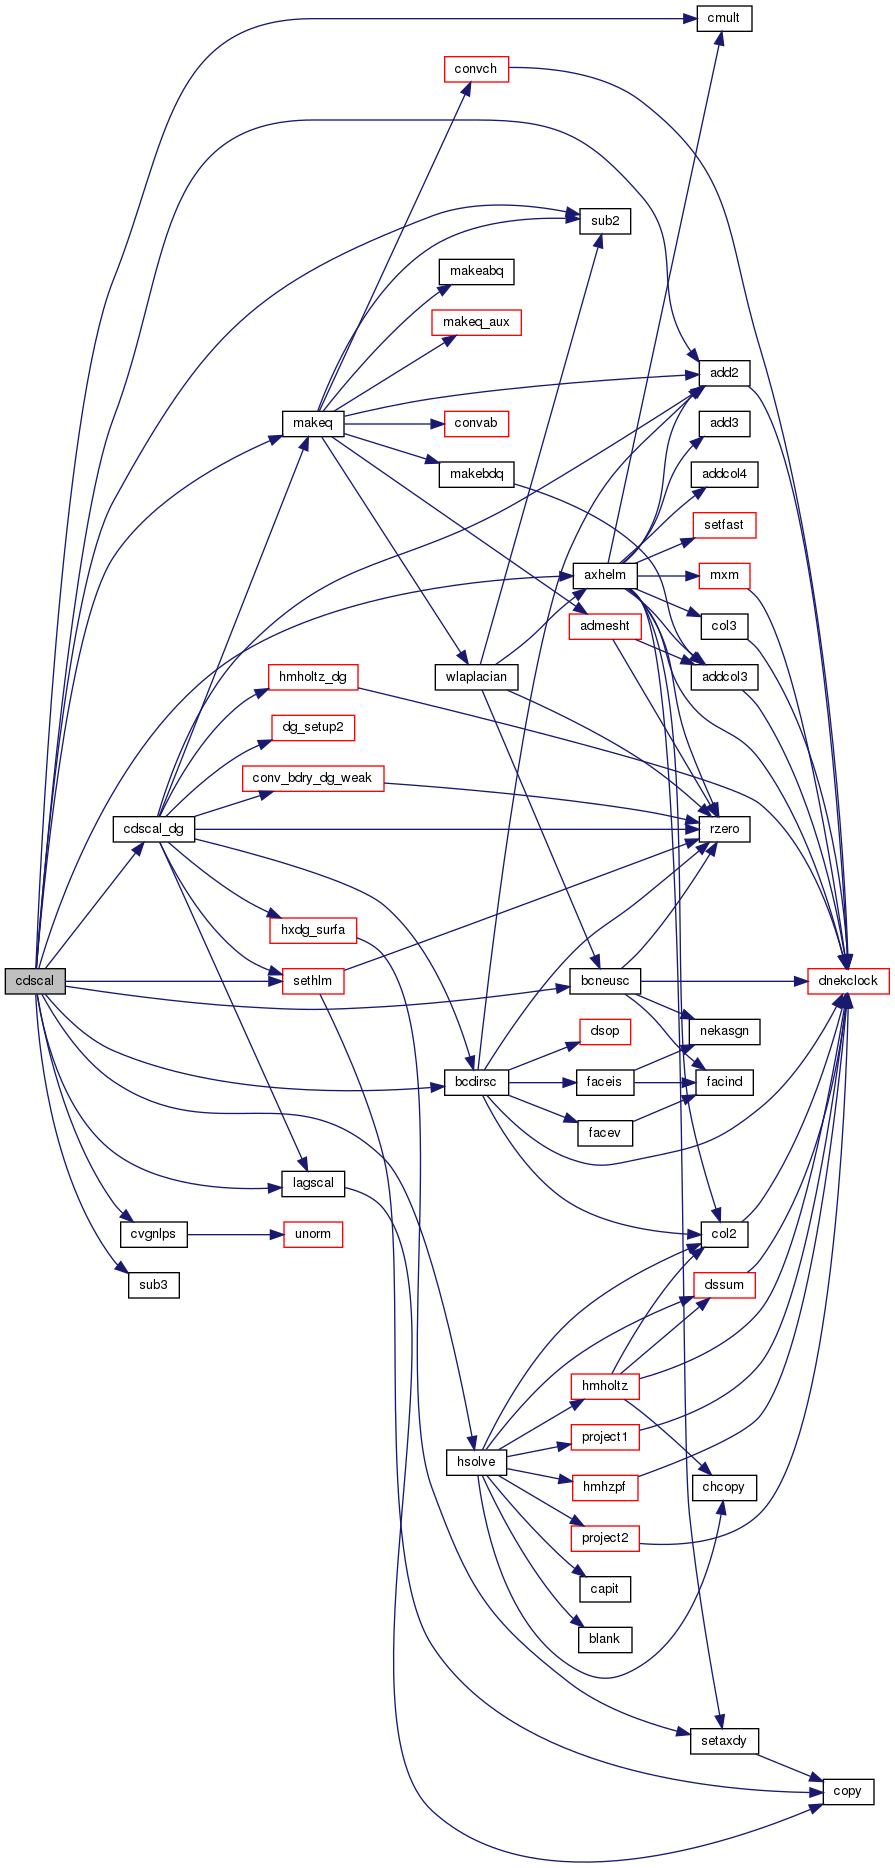 cmult
convch
sub2
makeabq
makeq_aux
add2
makeq
convab
add3
makebdq
addcol4
setfast
axhelm
mxm
admesht
col3
hmholtz_dg
wlaplacian
addcol3
dg_setup2
conv_bdry_dg_weak
cdscal_dg
rzero
hxdg_surfa
cdscal
sethlm
bcneusc
dnekclock
dsop
nekasgn
bcdirsc
faceis
facind
facev
lagscal
cvgnlps
unorm
col2
sub3
dssum
hmholtz
project1
hsolve
hmhzpf
chcopy
project2
capit
blank
setaxdy
copy